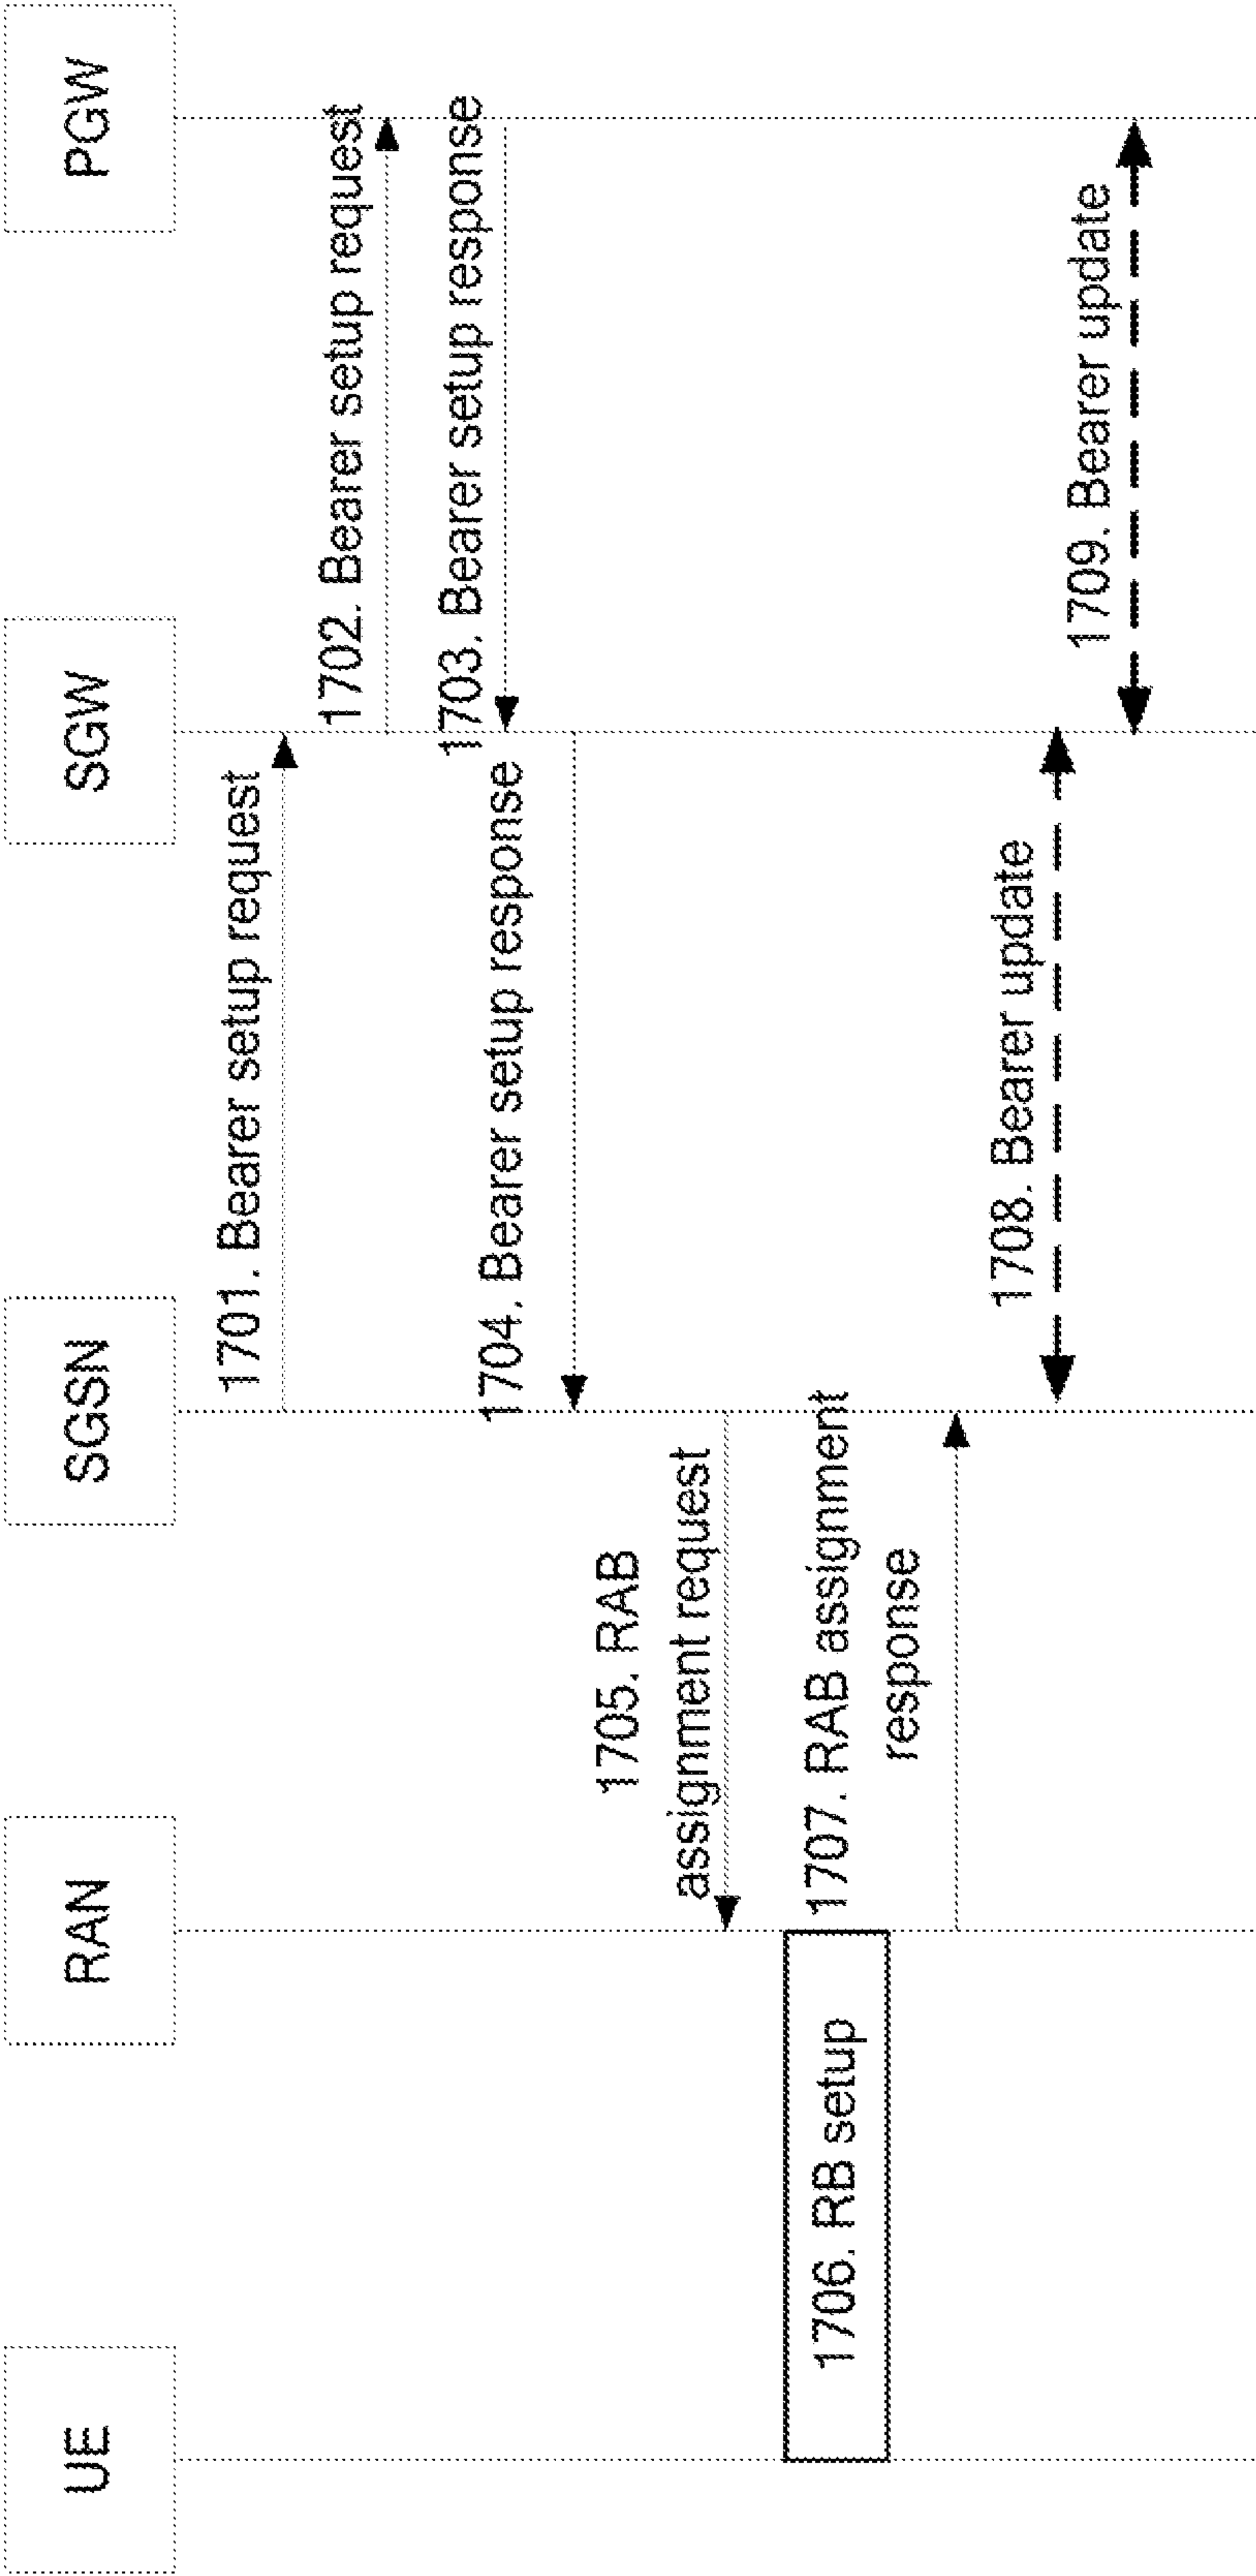 UE
RAN
SGSN
SGW
PGW
1701. Bearer setup request
1702. Bearer setup request
1703. Bearer setup response
1704. Bearer setup response
1705. RAB
assignment request
1706. RB setup
1707. RAB assignment
response
1708. Bearer update
1709. Bearer update